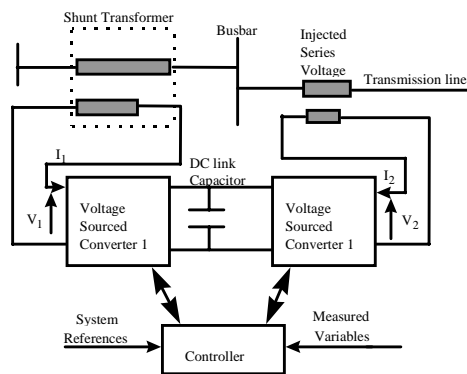 Shunt Transformer
Busbar
Injected
Series
Voltage
Transmission line
I1
DC link
Capacitor
I2
V1
Voltage
Sourced
Converter 1
Voltage
Sourced
Converter 1
V2
System
References
Measured
Variables
Controller